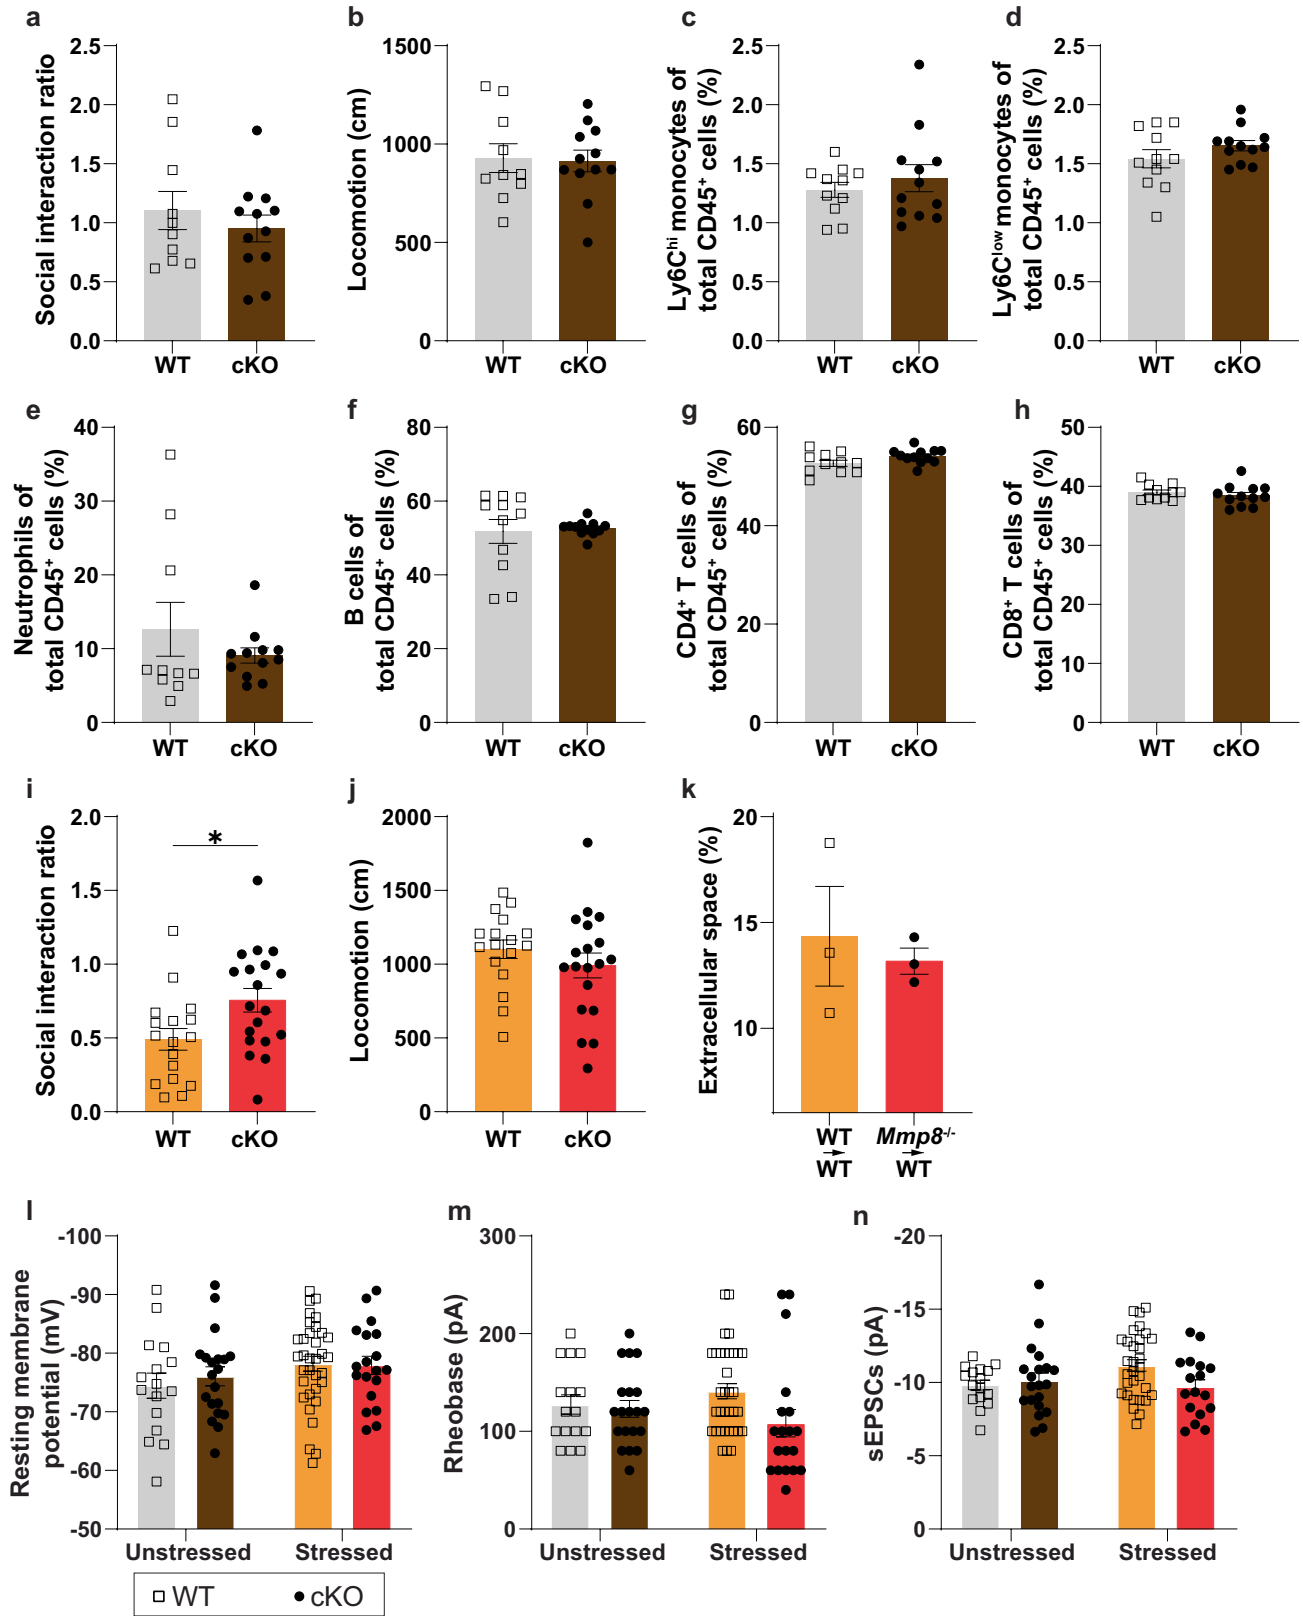 a
b
c
d
Social interaction ratio
2.5
2.0
1.5
1.0
0.5
0.0
WT
cKO
Locomotion (cm)
1500
1000
500
0
WT
cKO
Ly6Chi monocytes of
total CD45+ cells (%)
2.5
2.0
1.5
1.0
0.5
0.0
WT
cKO
Ly6Clow monocytes of
total CD45+ cells (%)
2.5
2.0
1.5
1.0
0.5
0.0
WT
cKO
e
f
g
h
Neutrophils of
total CD45+ cells (%)
40
30
20
10
0
WT
cKO
B cells of
total CD45+ cells (%)
80
60
40
20
0
WT
cKO
CD4+ T cells of
total CD45+ cells (%)
60
40
20
0
WT
cKO
CD8+ T cells of
total CD45+ cells (%)
50
40
30
20
10
0
WT
cKO
i
j
k
Social interaction ratio
2.0
1.5
1.0
0.5
0.0
*
WT
cKO
Locomotion (cm)
2000
1500
1000
500
0
WT
cKO
Extracellular space (%)
20
15
10
WT
→
WT
Mmp8-/-
→
WT
l
m
n
Resting membrane
potential (mV)
-100
-90
-80
-70
-60
-50
Unstressed
Stressed
Rheobase (pA)
300
200
100
0
Unstressed
Stressed
sEPSCs (pA)
-20
-15
-10
-5
0
Unstressed
Stressed
WT
cKO